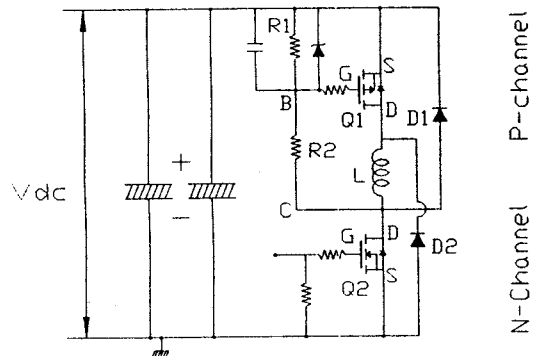 R1
S
G
B
D
Q1
D1
P-channel
+
R2
Vdc
L
−
C
D
G
D2
S
Q2
N-Channel